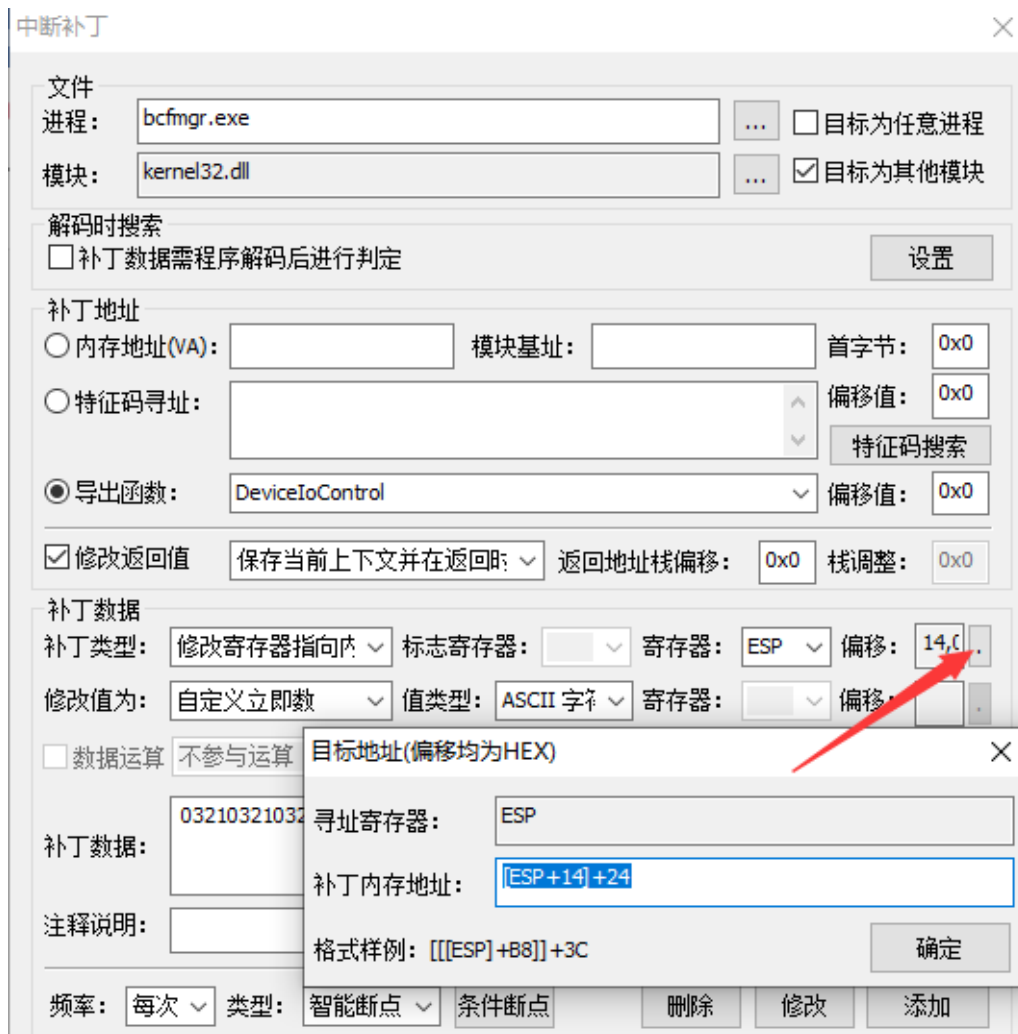 中断补丁
文件
进程： bcfmgr.exe ... 目标为任意进程
模块： kernel32.dll ... 目标为其他模块
解码时搜索
补丁数据需程序解码后进行判定 设置
补丁地址
内存地址(VA)： 模块基址： 首字节： 0x0
特征码寻址： 偏移值： 0x0
特征码搜索
导出函数： DeviceIoControl 偏移值： 0x0
修改返回值 保存当前上下文并在返回时 返回地址栈偏移： 0x0 栈调整： 0x0
补丁数据
补丁类型： 修改寄存器指向内 标志寄存器： 寄存器： ESP 偏移： 14, .
修改值为： 自定义立即数 值类型： ASCII 字符 寄存器： 偏移 .
数据运算 不参与运算
目标地址(偏移均为HEX)
寻址寄存器： ESP
补丁数据： 03210321032
补丁内存地址： [ESP+14]+24
注释说明：
格式样例：[[[ESP]+B8]]+3C 确定
频率： 每次 类型： 智能断点 条件断点 删除 修改 添加